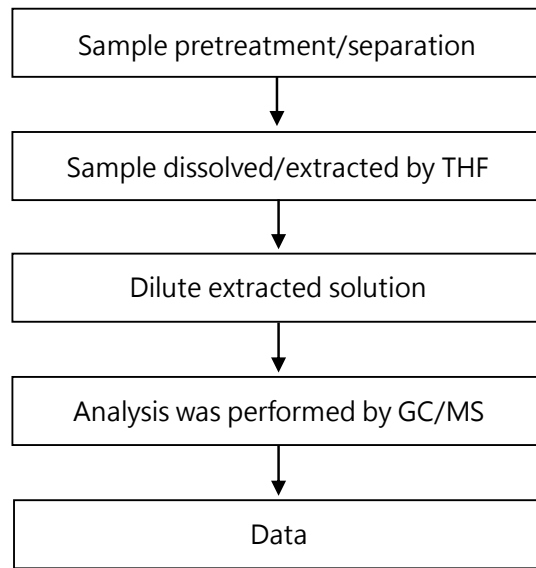 Sample pretreatment/separation
Sample dissolved/extracted by THF
Dilute extracted solution
Analysis was performed by GC/MS
Data